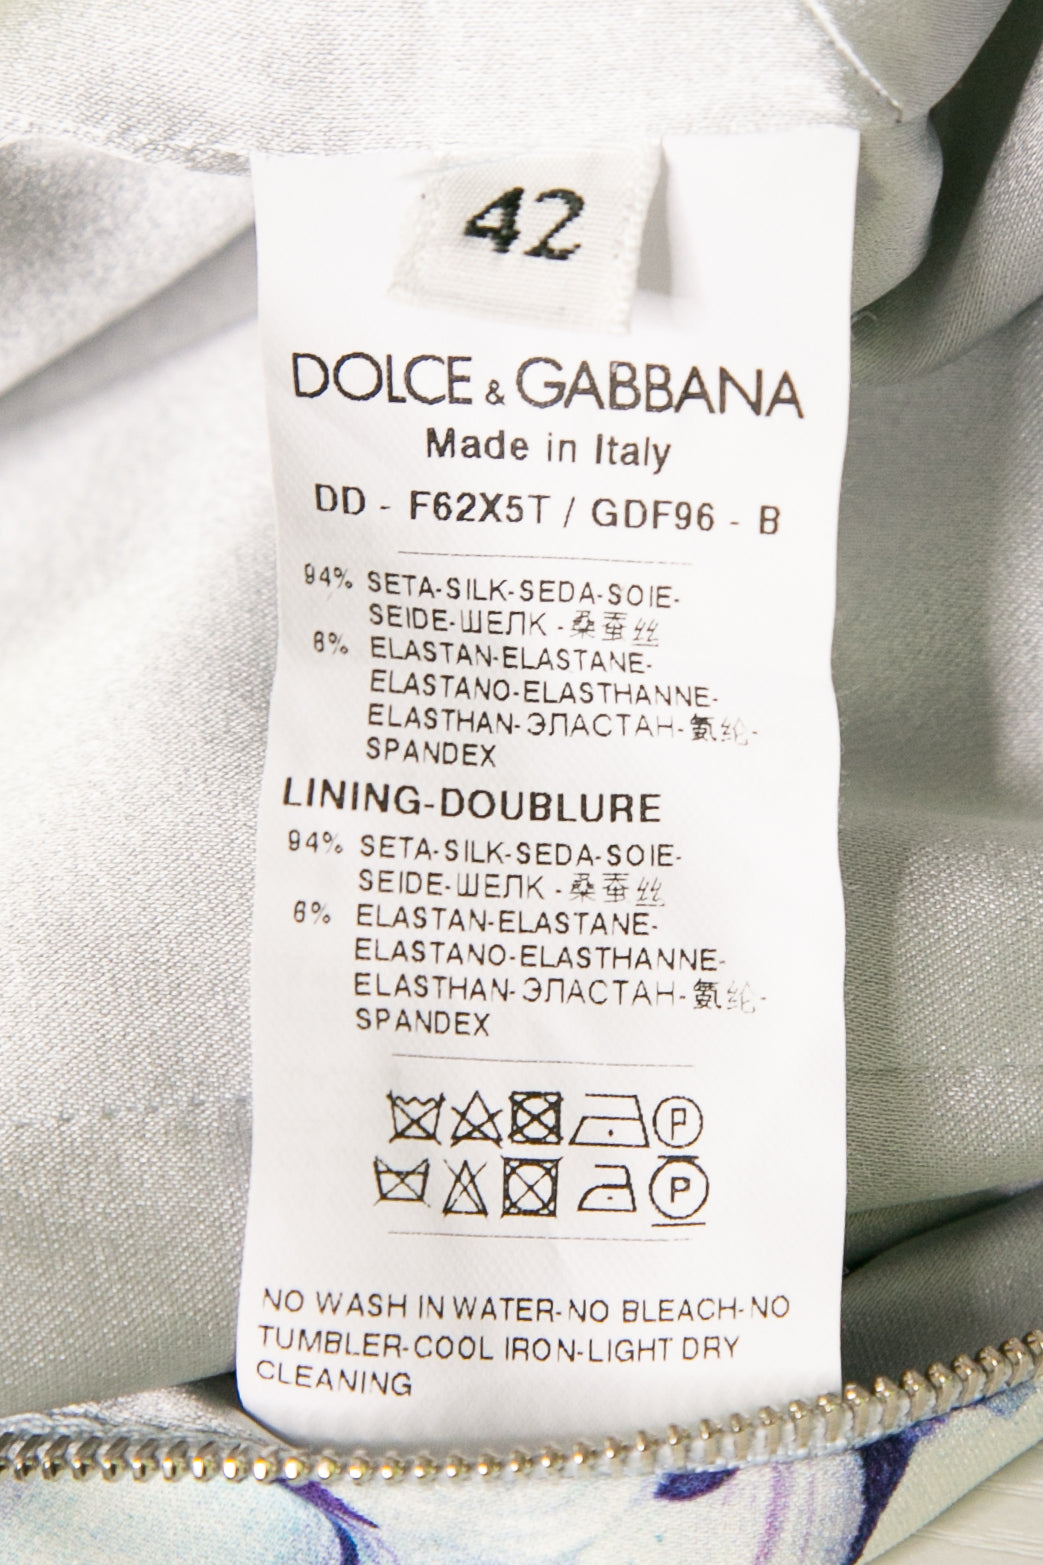 42
DOLCE & GABBANA
Made in Italy
DD - F62X5T / GDF96 - B
94% SETA-SILK-SEDA-SOIE-
SEIDE-ШЕЛК - 桑蚕丝
6% ELASTAN-ELASTANE-
ELASTANO-ELASTHANNE-
ELASTHAN-ЭЛАСТАН-氨纶-
SPANDEX
LINING-DOUBLURE
94% SETA-SILK-SEDA-SOIE-
SEIDE-ШЕЛК - 桑蚕丝
6% ELASTAN-ELASTANE-
ELASTANO-ELASTHANNE-
ELASTHAN-ЭЛАСТАН-氨纶-
SPANDEX
P
P
NO WASH IN WATER-NO BLEACH-NO
TUMBLER-COOL IRON-LIGHT DRY
CLEANING